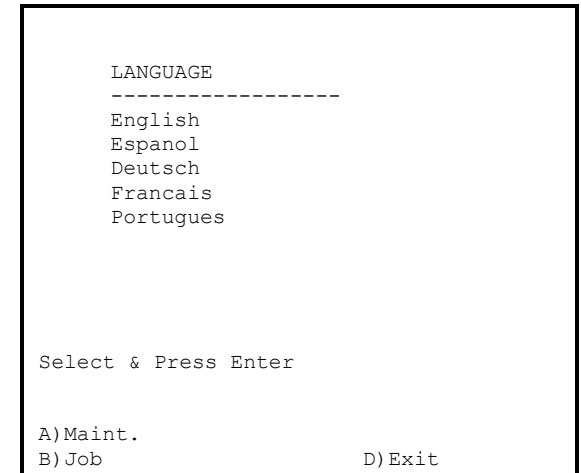 LANGUAGE
------------------
English
Espanol
Deutsch
Francais
Portugues
Select & Press Enter
A)Maint.
B)Job D)Exit